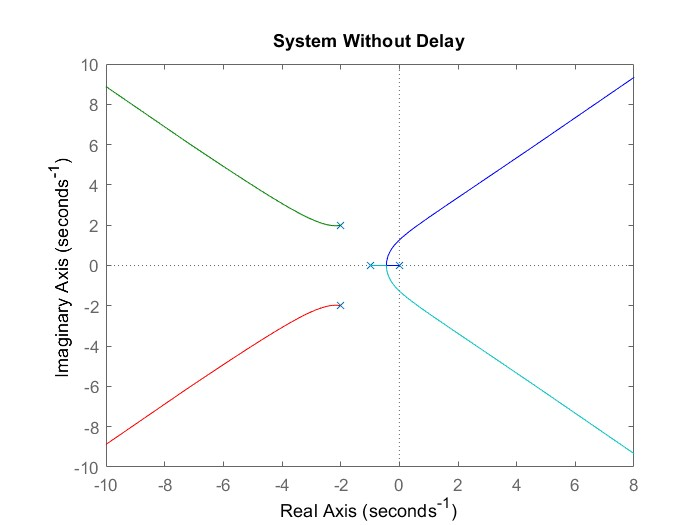 System Without Delay
Imaginary Axis (seconds⁻¹)
10
8
6
4
2
0
-2
-4
-6
-8
-10
-10 -8 -6 -4 -2 0 2 4 6 8
Real Axis (seconds⁻¹)